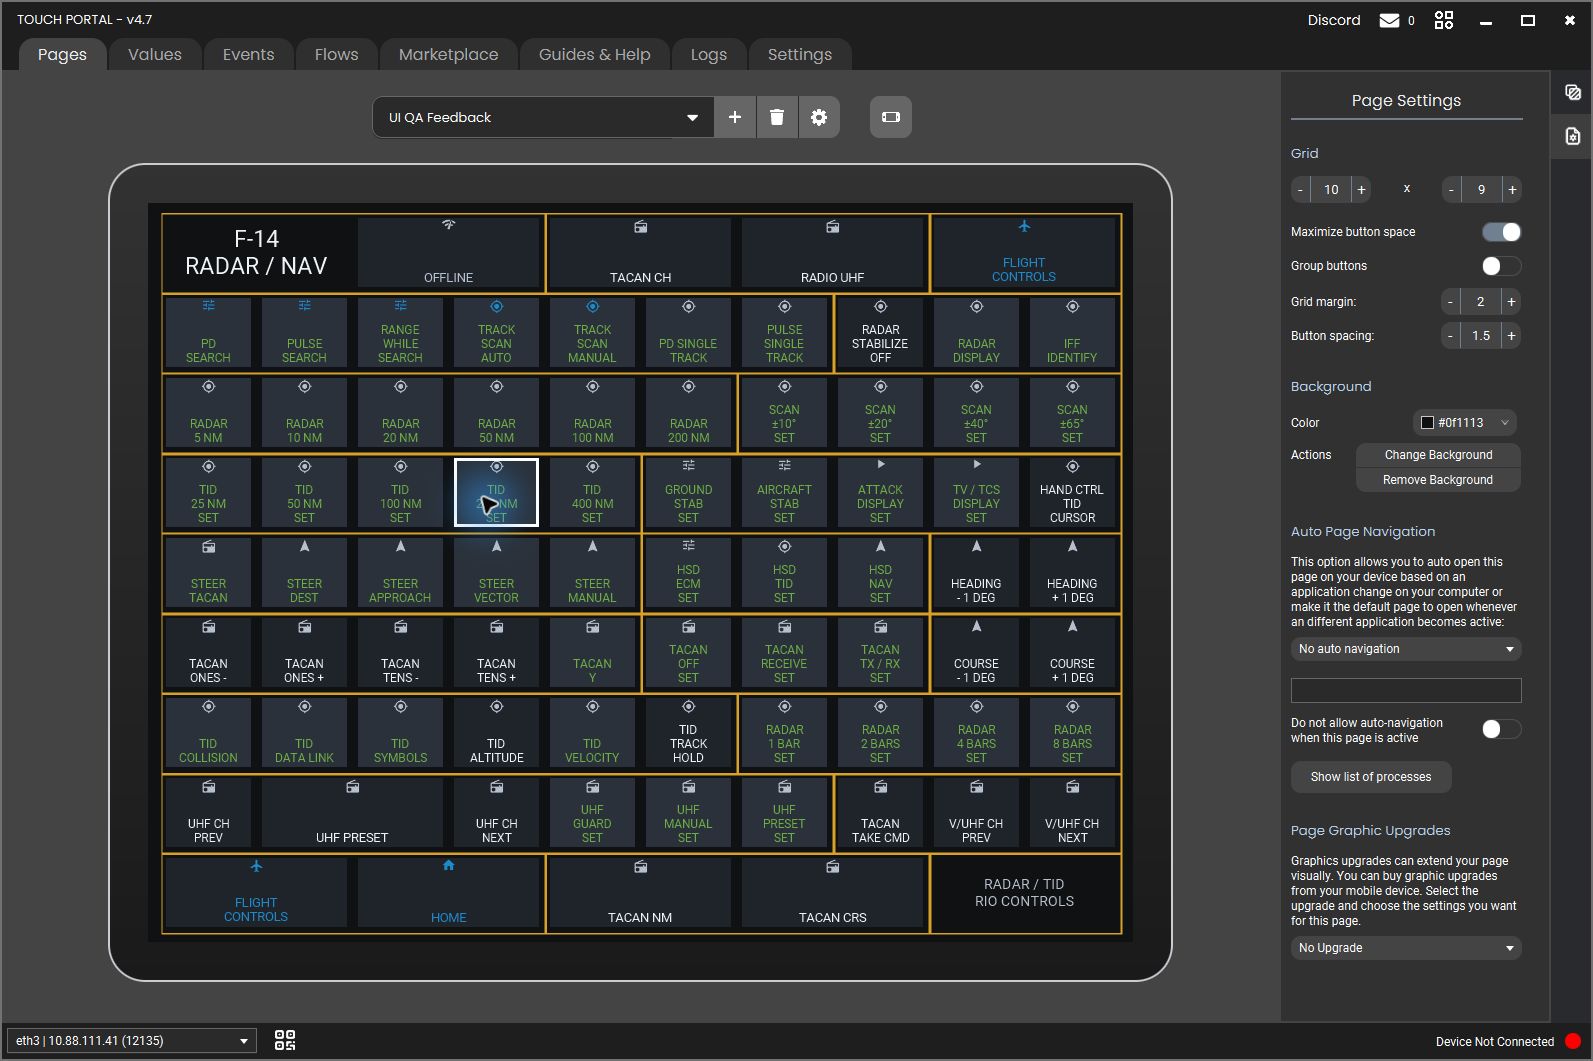 TOUCH PORTAL - v4.7
Discord 0
Pages Values Events Flows Marketplace Guides & Help Logs Settings
UI QA Feedback
F-14
RADAR / NAV
OFFLINE
TACAN CH
RADIO UHF
FLIGHT
CONTROLS
PD
SEARCH
PULSE
SEARCH
RANGE
WHILE
SEARCH
TRACK
SCAN
AUTO
TRACK
SCAN
MANUAL
PD SINGLE
TRACK
PULSE
SINGLE
TRACK
RADAR
STABILIZE
OFF
RADAR
DISPLAY
IFF
IDENTIFY
RADAR
5 NM
RADAR
10 NM
RADAR
20 NM
RADAR
50 NM
RADAR
100 NM
RADAR
200 NM
SCAN
±10°
SET
SCAN
±20°
SET
SCAN
±40°
SET
SCAN
±65°
SET
TID
25 NM
SET
TID
50 NM
SET
TID
100 NM
SET
TID
NM
SET
TID
400 NM
SET
GROUND
STAB
SET
AIRCRAFT
STAB
SET
ATTACK
DISPLAY
SET
TV / TCS
DISPLAY
SET
HAND CTRL
TID
CURSOR
STEER
TACAN
STEER
DEST
STEER
APPROACH
STEER
VECTOR
STEER
MANUAL
HSD
ECM
SET
HSD
TID
SET
HSD
NAV
SET
HEADING
- 1 DEG
HEADING
+ 1 DEG
TACAN
ONES -
TACAN
ONES +
TACAN
TENS -
TACAN
TENS +
TACAN
Y
TACAN
OFF
SET
TACAN
RECEIVE
SET
TACAN
TX / RX
SET
COURSE
- 1 DEG
COURSE
+ 1 DEG
TID
COLLISION
TID
DATA LINK
TID
SYMBOLS
TID
ALTITUDE
TID
VELOCITY
TID
TRACK
HOLD
RADAR
1 BAR
SET
RADAR
2 BARS
SET
RADAR
4 BARS
SET
RADAR
8 BARS
SET
UHF CH
PREV
UHF PRESET
UHF CH
NEXT
UHF
GUARD
SET
UHF
MANUAL
SET
UHF
PRESET
SET
TACAN
TAKE CMD
V/UHF CH
PREV
V/UHF CH
NEXT
FLIGHT
CONTROLS
HOME
TACAN NM
TACAN CRS
RADAR / TID
RIO CONTROLS
Page Settings
Grid
- 10 + x - 9 +
Maximize button space
Group buttons
Grid margin: - 2 +
Button spacing: - 1.5 +
Background
Color #0f1113
Actions Change Background
Remove Background
Auto Page Navigation
This option allows you to auto open this
page on your device based on an
application change on your computer or
make it the default page to open whenever
an different application becomes active:
No auto navigation
Do not allow auto-navigation
when this page is active
Show list of processes
Page Graphic Upgrades
Graphics upgrades can extend your page
visually. You can buy graphic upgrades
from your mobile device. Select the
upgrade and choose the settings you want
for this page.
No Upgrade
eth3 | 10.88.111.41 (12135)
Device Not Connected